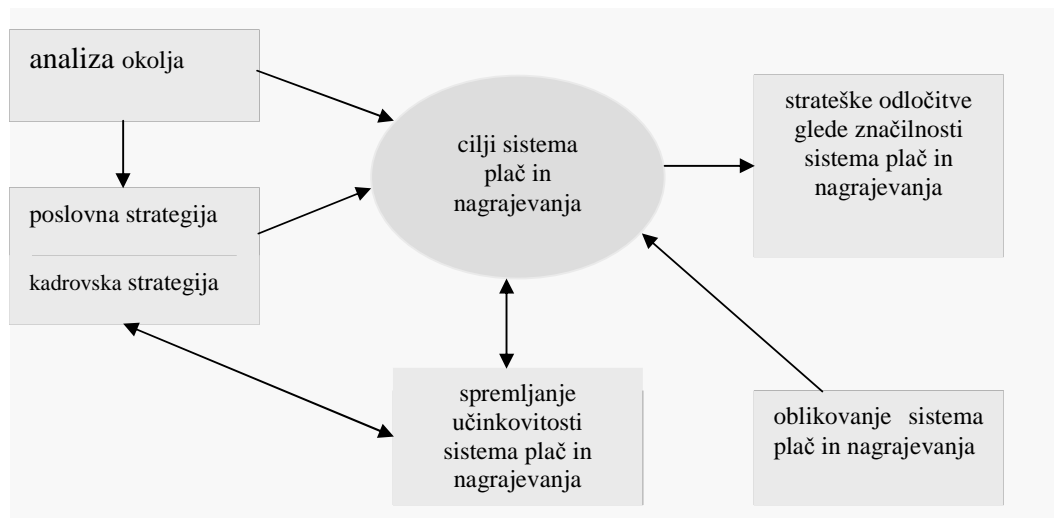 analiza okolja
poslovna strategija
kadrovska strategija
cilji sistema
plač in
nagrajevanja
strateške odločitve
glede značilnosti
sistema plač in
nagrajevanja
spremljanje
učinkovitosti
sistema plač in
nagrajevanja
oblikovanje sistema
plač in nagrajevanja